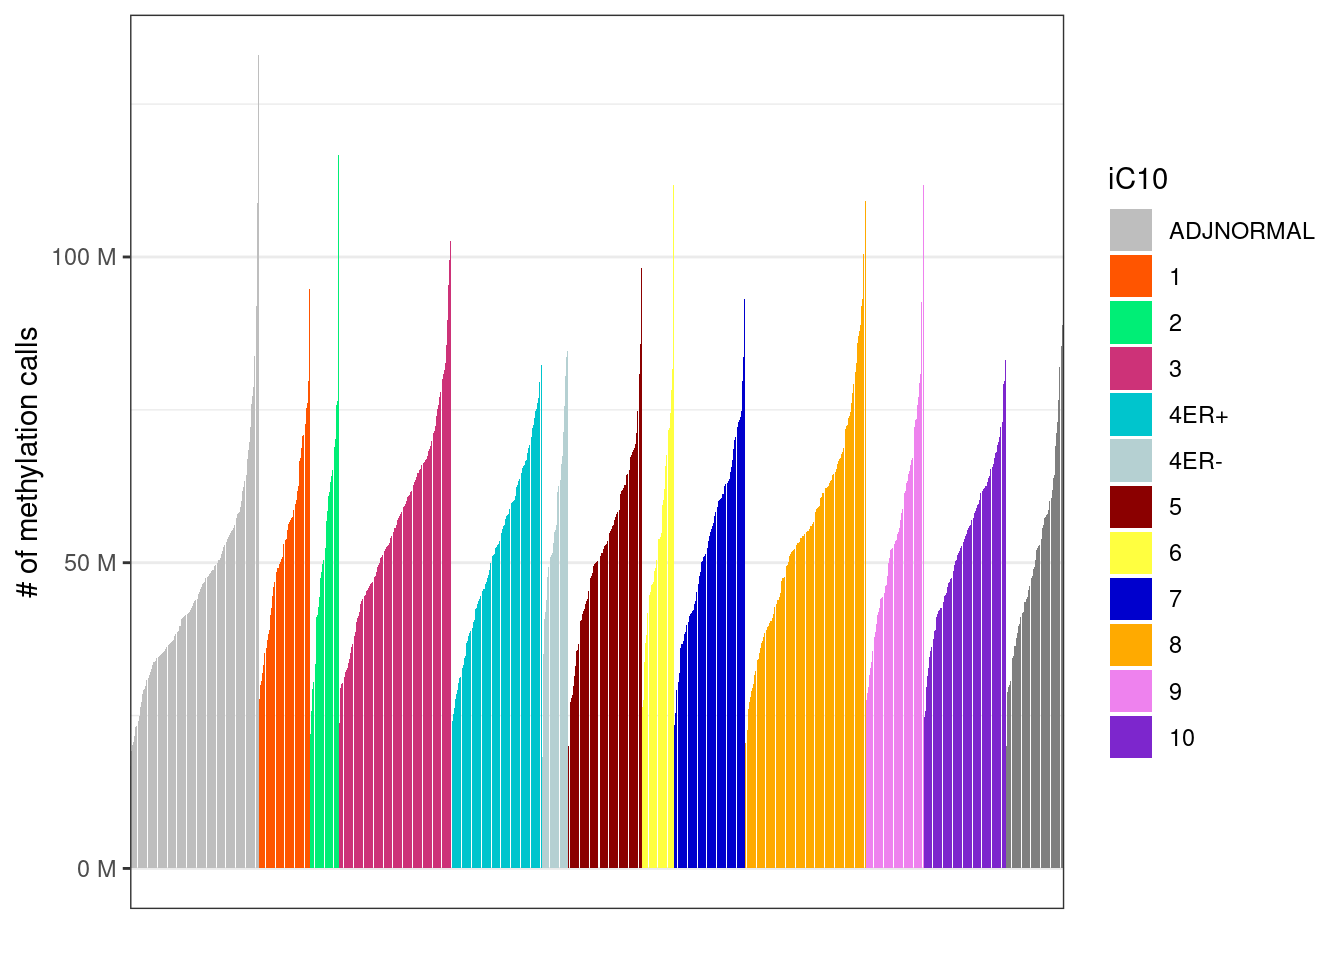 # of methylation calls
100 M
50 M
0 M
iC10
ADJNORMAL
1
2
3
4ER+
4ER-
5
6
7
8
9
10